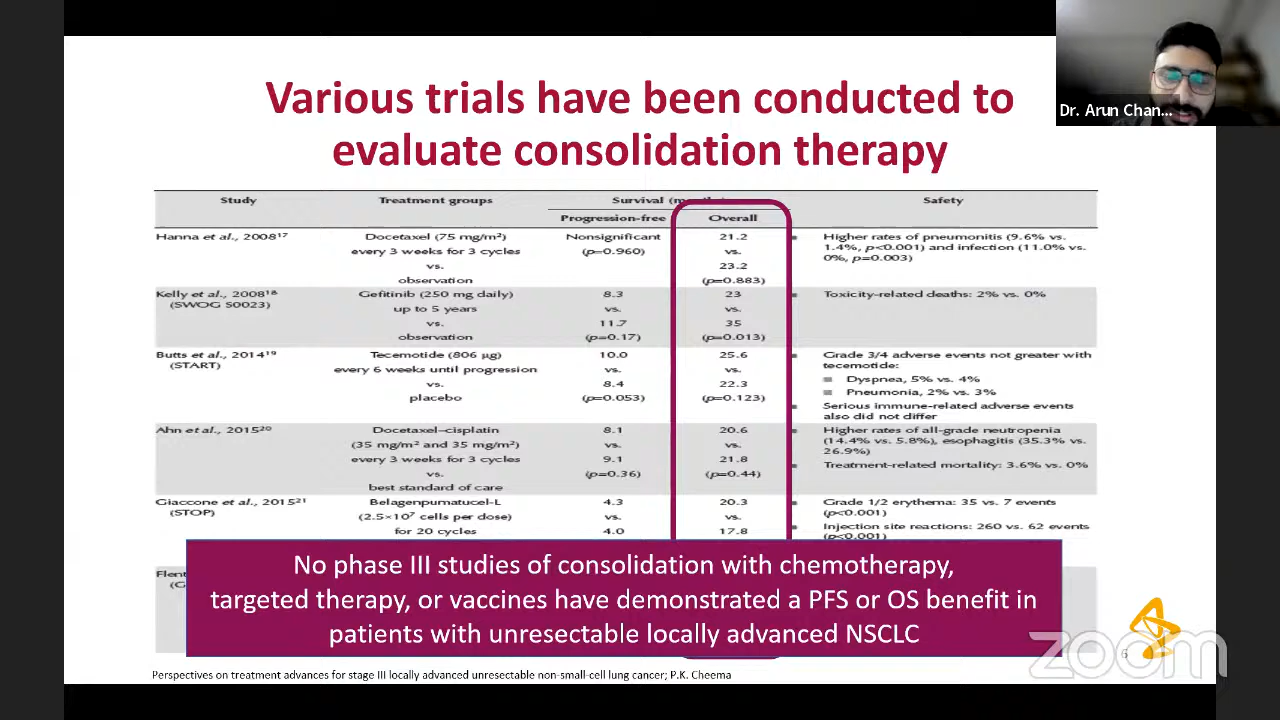 Various trials have been conducted to
evaluate consolidation therapy
Dr. Arun Chan...
Study Treatment groups Survival Safety
Progression-free Overall
Hanna et al., 2008¹⁷ Docetaxel (75 mg/m²) Nonsignificant 21.2 Higher rates of pneumonitis (9.6% vs.
every 3 weeks for 3 cycles (p=0.960) vs. 1.4%, p<0.001) and infection (11.0% vs.
vs. 23.2 0%, p=0.003)
observation (p=0.883)
Kelly et al., 2008¹⁸ Gefitinib (250 mg daily) 8.3 23 Toxicity-related deaths: 2% vs. 0%
(SWOG S0023) up to 5 years vs. vs.
vs. 11.7 35
observation (p=0.17) (p=0.013)
Butts et al., 2014¹⁹ Tecemotide (806 µg) 10.0 25.6 Grade 3/4 adverse events not greater with
(START) every 6 weeks until progression vs. vs. tecemotide:
vs. 8.4 22.3 Dyspnea, 5% vs. 4%
placebo (p=0.053) (p=0.123) Pneumonia, 2% vs. 3%
Serious immune-related adverse events
also did not differ
Ahn et al., 2015²⁰ Docetaxel–cisplatin 8.1 20.6 Higher rates of all-grade neutropenia
(35 mg/m² and 35 mg/m²) vs. vs. (14.4% vs. 5.8%), esophagitis (35.3% vs.
every 3 weeks for 3 cycles 9.1 21.8 26.9%)
vs. (p=0.36) (p=0.44) Treatment-related mortality: 3.6% vs. 0%
best standard of care
Giaccone et al., 2015²¹ Belagenpumatucel-L 4.3 20.3 Grade 1/2 erythema: 35 vs. 7 events
(STOP) (2.5×10⁷ cells per dose) vs. vs. (p<0.001)
for 20 cycles 4.0 17.8 Injection site reactions: 260 vs. 62 events
(p<0.001)
No phase III studies of consolidation with chemotherapy,
targeted therapy, or vaccines have demonstrated a PFS or OS benefit in
patients with unresectable locally advanced NSCLC
6
zoom
Perspectives on treatment advances for stage III locally advanced unresectable non-small-cell lung cancer; P.K. Cheema